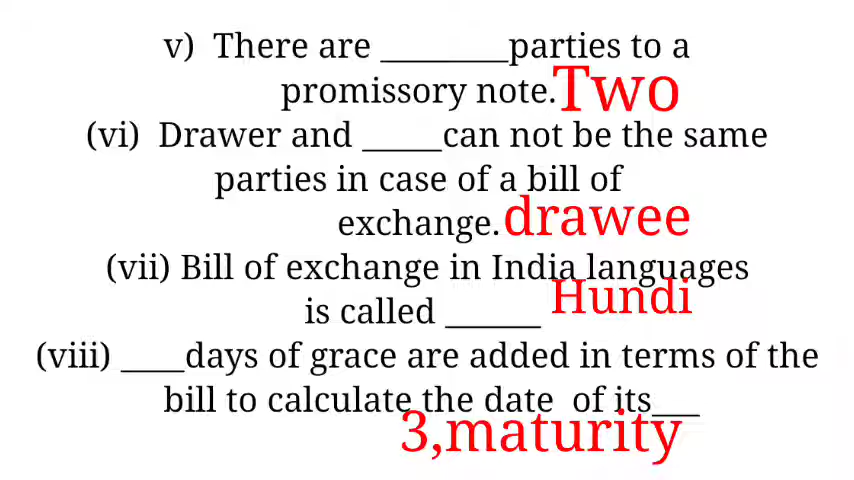 v)  There are ________parties to a
promissory note.Two
(vi)  Drawer and _____can not be the same
parties in case of a bill of
exchange.drawee
(vii) Bill of exchange in India languages
is called ______ Hundi
(viii) ____days of grace are added in terms of the
bill to calculate the date  of its___
3,maturity